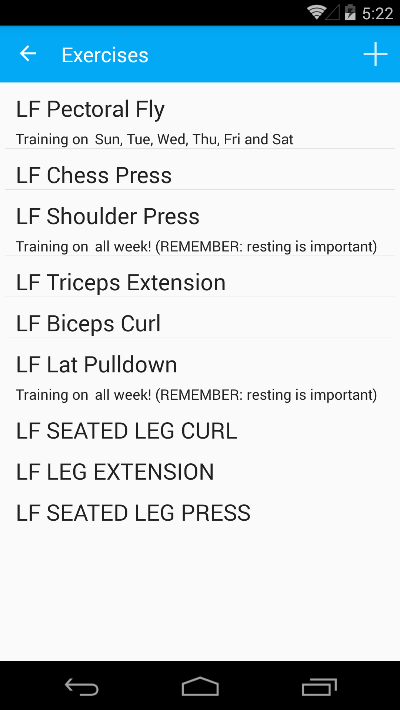 5:22
Exercises
LF Pectoral Fly
Training on Sun, Tue, Wed, Thu, Fri and Sat
LF Chess Press
LF Shoulder Press
Training on all week! (REMEMBER: resting is important)
LF Triceps Extension
LF Biceps Curl
LF Lat Pulldown
Training on all week! (REMEMBER: resting is important)
LF SEATED LEG CURL
LF LEG EXTENSION
LF SEATED LEG PRESS